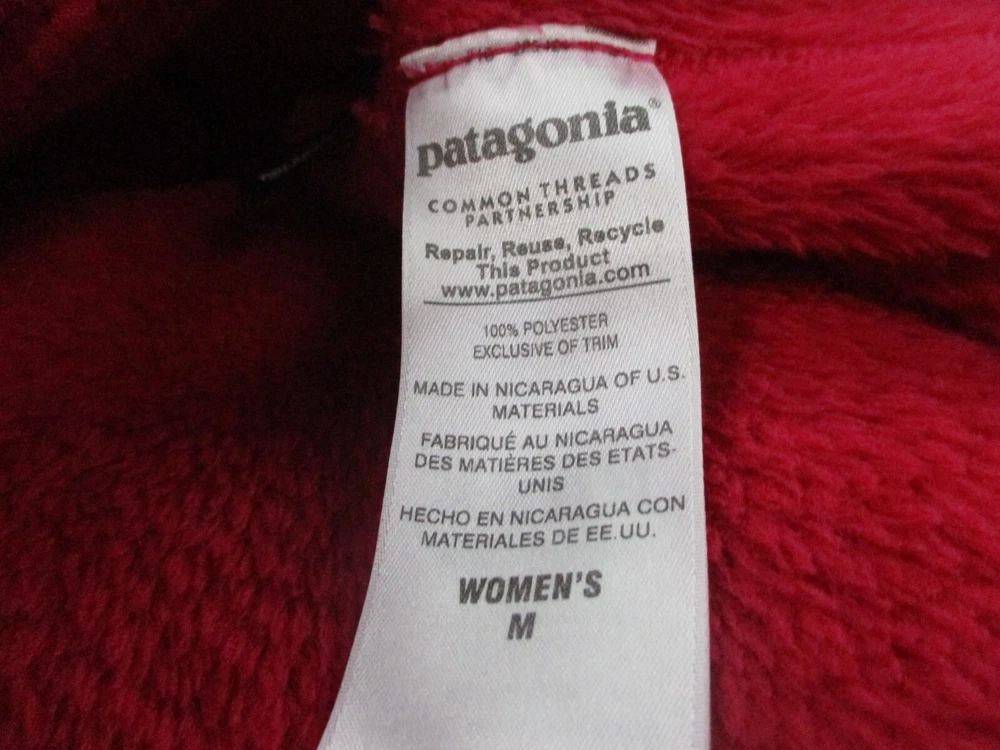 patagonia®
COMMON THREADS
PARTNERSHIP
Repair, Reuse, Recycle
This Product
www.patagonia.com
100% POLYESTER
EXCLUSIVE OF TRIM
MADE IN NICARAGUA OF U.S.
MATERIALS
FABRIQUÉ AU NICARAGUA
DES MATIÈRES DES ETATS-
UNIS
HECHO EN NICARAGUA CON
MATERIALES DE EE.UU.
WOMEN'S
M